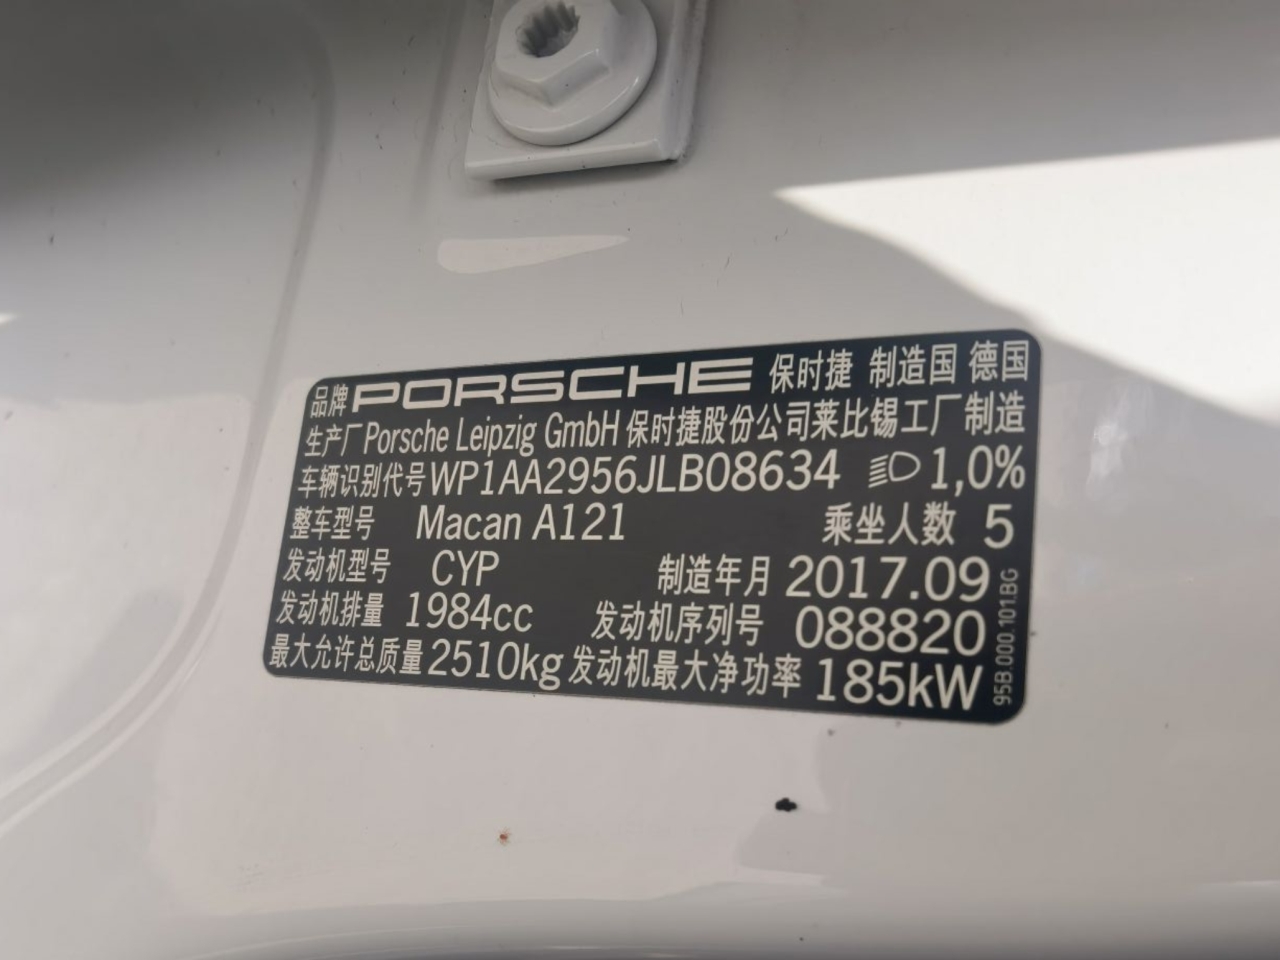 品牌 PORSCHE 保时捷 制造国 德国
生产厂 Porsche Leipzig GmbH 保时捷股份公司莱比锡工厂制造
车辆识别代号 WP1AA2956JLB08634 1,0%
整车型号 Macan A121 乘坐人数 5
发动机型号 CYP 制造年月 2017.09
发动机排量 1984cc 发动机序列号 088820
最大允许总质量 2510kg 发动机最大净功率 185kW
95B.000.101.BG